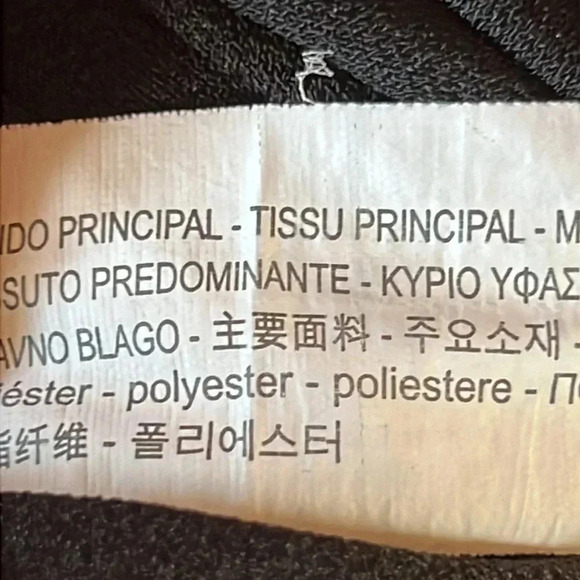 IDO PRINCIPAL - TISSU PRINCIPAL - M
SUTO PREDOMINANTE - ΚΥΡΙΟ ΥΦΑΣ
AVNO BLAGO - 主要面料 - 주요소재 -
iéster - polyester - poliestere - πο
酯纤维 - 폴리에스터